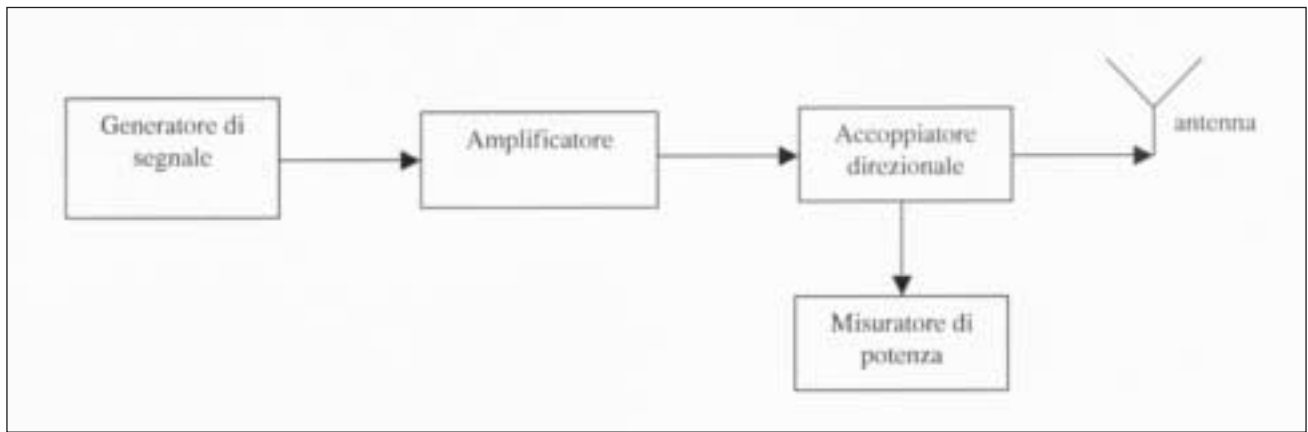 Generatore di
segnale
Amplificatore
Accoppiatore
direzionale
antenna
Misuratore di
potenza